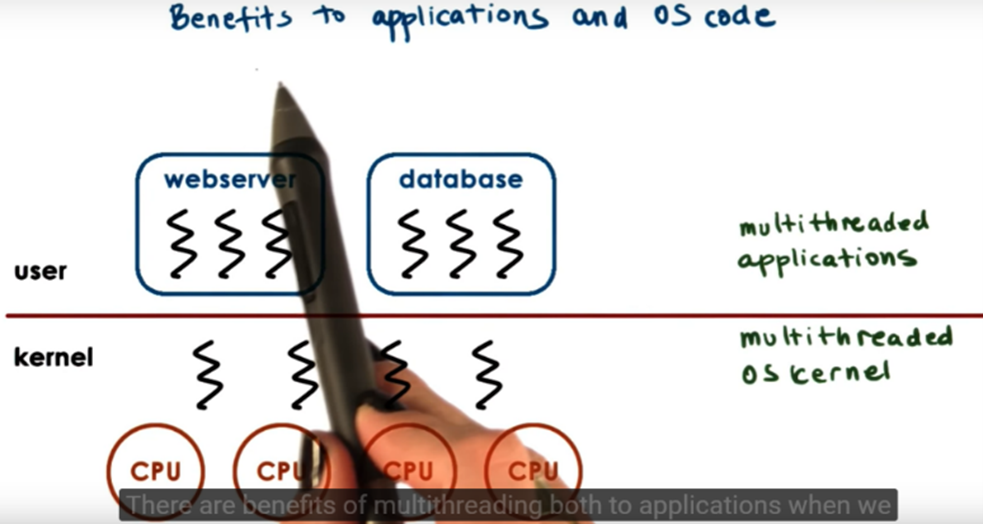 Benefits to applications and OS code
webserver
database
multithreaded
applications
user
kernel
multithreaded
OS kernel
CPU
CPU
CPU
CPU
There are benefits of multithreading both to applications when we